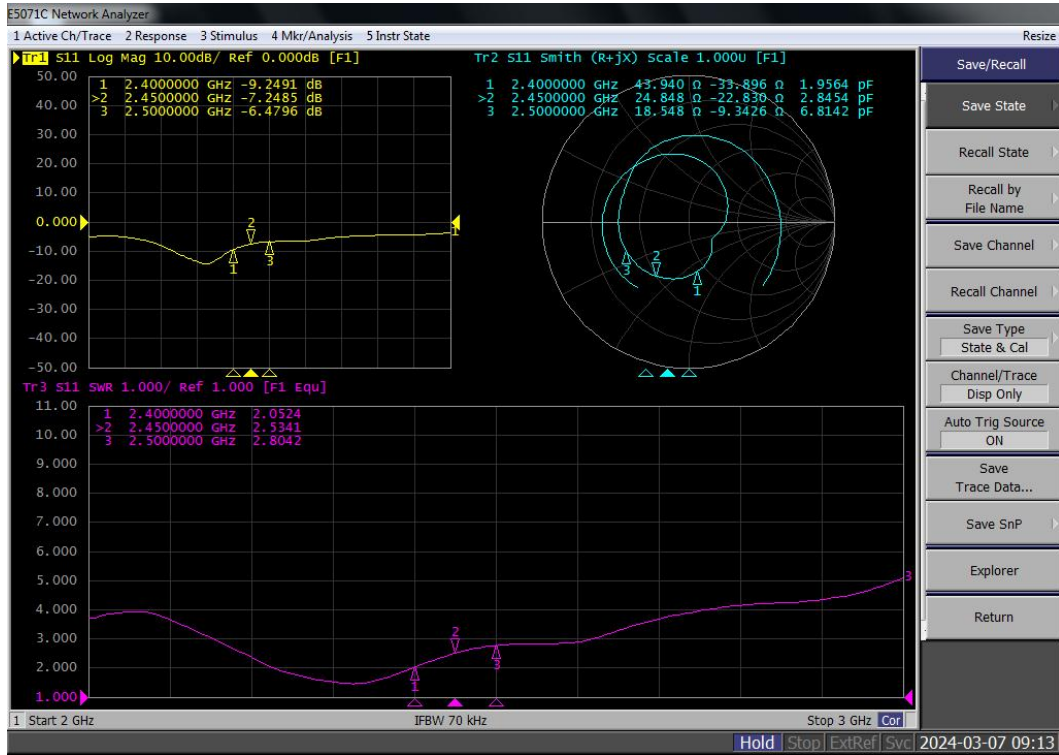 E5071C Network Analyzer
1 Active Ch/Trace 2 Response 3 Stimulus 4 Mkr/Analysis 5 Instr State Resize
Tr1 S11 Log Mag 10.00dB/ Ref 0.000dB [F1]
50.00
40.00
30.00
20.00
10.00
0.000
-10.00
-20.00
-30.00
-40.00
-50.00
1 2.4000000 GHz -9.2491 dB
>2 2.4500000 GHz -7.2485 dB
3 2.5000000 GHz -6.4796 dB
1
2
3
1
Tr2 S11 Smith (R+jX) Scale 1.000U [F1]
1 2.4000000 GHz 43.940 Ω -33.896 Ω 1.9564 pF
>2 2.4500000 GHz 24.848 Ω -22.830 Ω 2.8454 pF
3 2.5000000 GHz 18.548 Ω -9.3426 Ω 6.8142 pF
3
2
1
Tr3 S11 SWR 1.000/ Ref 1.000 [F1 Equ]
11.00
10.00
9.000
8.000
7.000
6.000
5.000
4.000
3.000
2.000
1.000
1 2.4000000 GHz 2.0524
>2 2.4500000 GHz 2.5341
3 2.5000000 GHz 2.8042
1
2
3
3
1 Start 2 GHz IFBW 70 kHz Stop 3 GHz Cor
Save/Recall
Save State
Recall State
Recall by
File Name
Save Channel
Recall Channel
Save Type
State & Cal
Channel/Trace
Disp Only
Auto Trig Source
ON
Save
Trace Data...
Save SnP
Explorer
Return
Hold Stop ExtRef Svc 2024-03-07 09:13